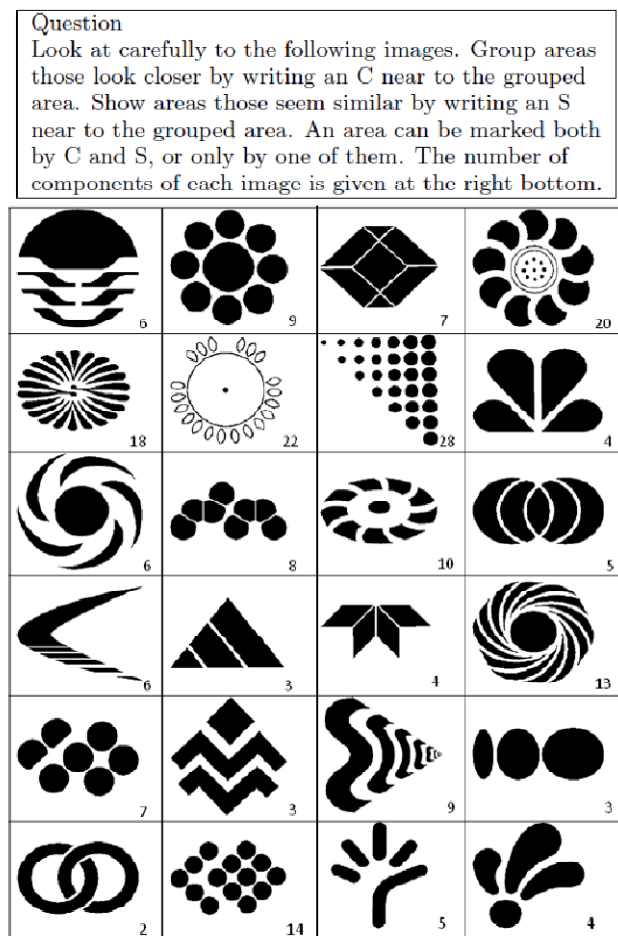 Question
Look at carefully to the following images. Group areas
those look closer by writing an C near to the grouped
area. Show areas those seem similar by writing an S
near to the grouped area. An area can be marked both
by C and S, or only by one of them. The number of
components of each image is given at the right bottom.
6 9 7 20
18 22 28 4
6 8 10 5
6 3 4 13
7 3 9 3
2 14 5 4